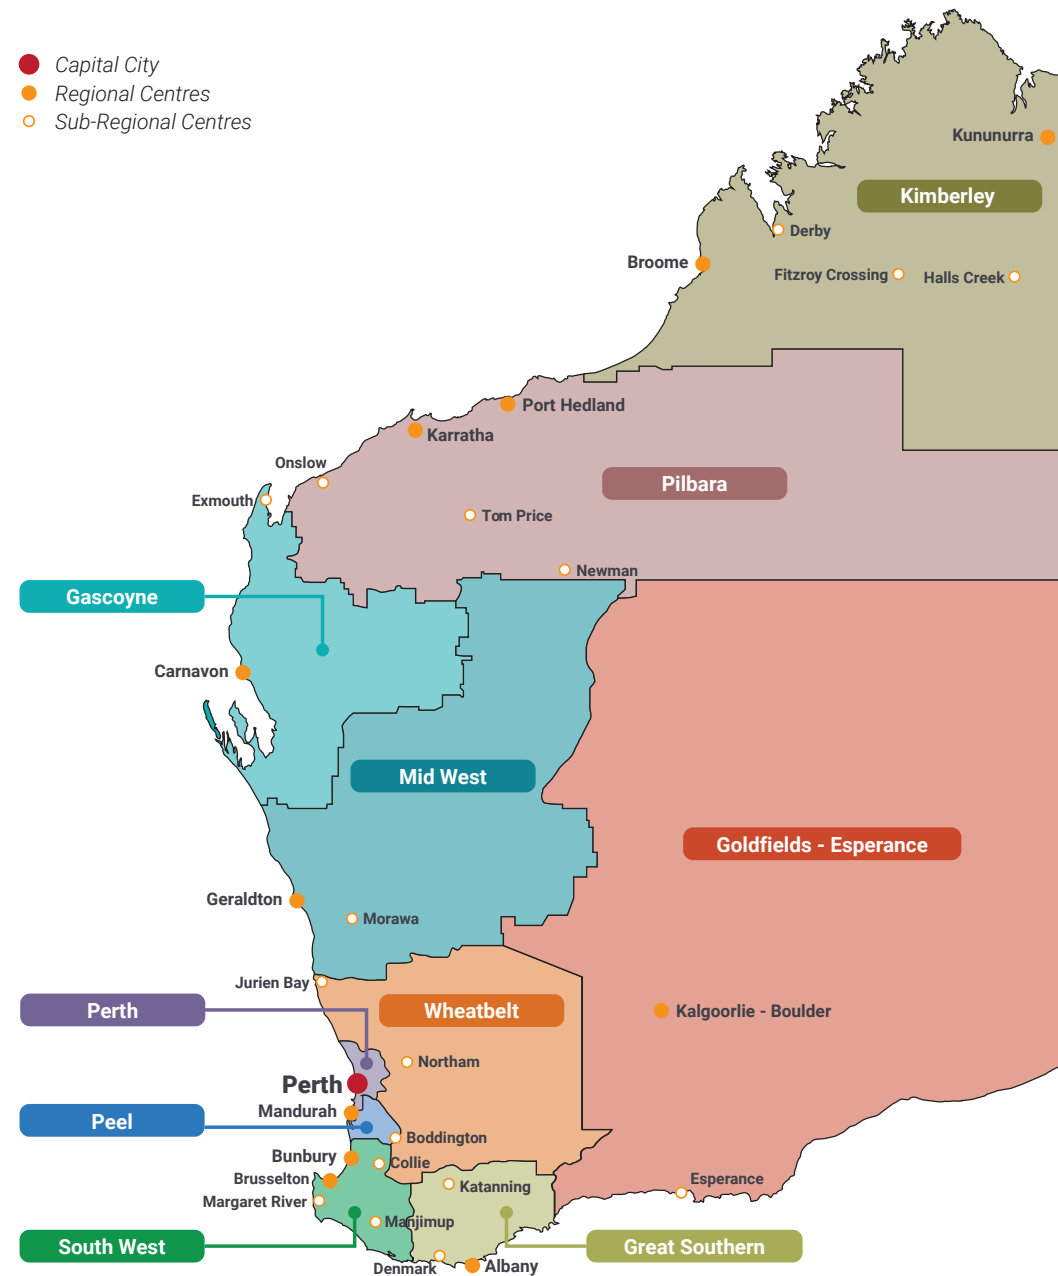 Capital City
Regional Centres
Sub-Regional Centres
Kununurra
Kimberley
Derby
Broome
Fitzroy Crossing
Halls Creek
Port Hedland
Karratha
Onslow
Pilbara
Exmouth
Tom Price
Newman
Gascoyne
Carnavon
Mid West
Goldfields - Esperance
Geraldton
Morawa
Jurien Bay
Perth
Wheatbelt
Kalgoorlie - Boulder
Northam
Perth
Mandurah
Peel
Boddington
Bunbury
Collie
Brusselton
Katanning
Esperance
Margaret River
Manjimup
South West
Great Southern
Denmark
Albany